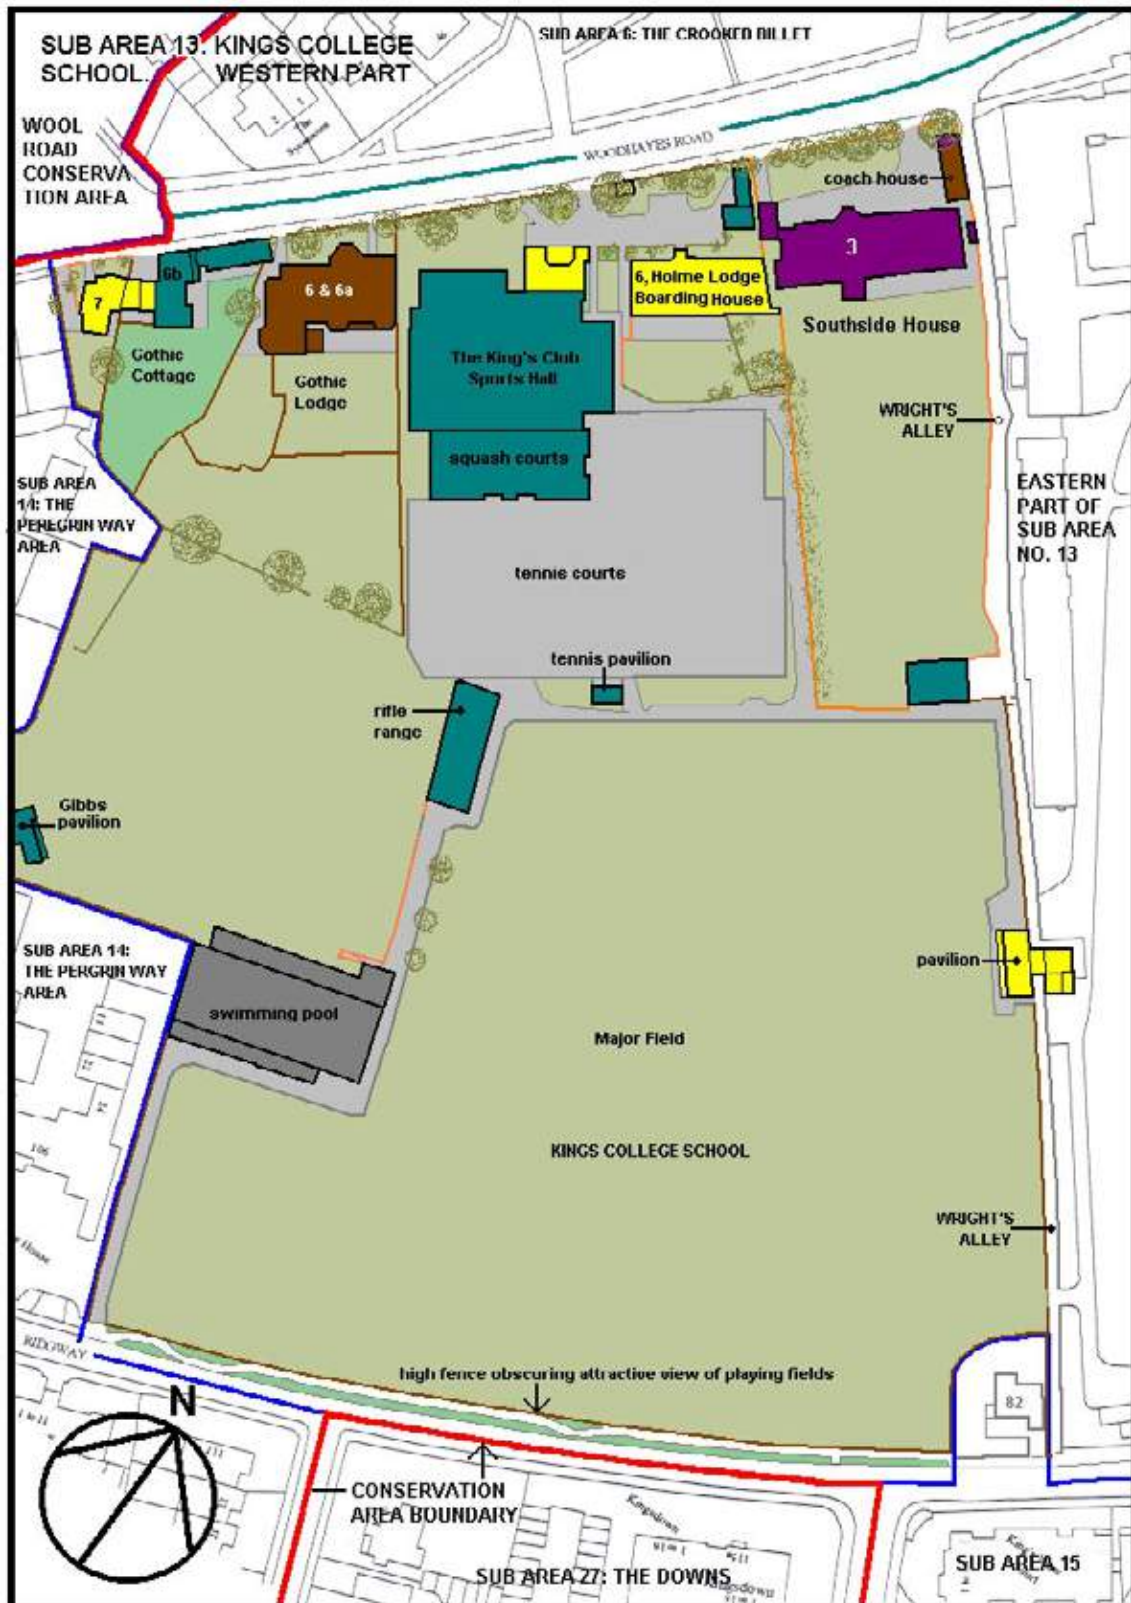 SUB AREA 13: KINGS COLLEGE
SCHOOL. WESTERN PART
SUB AREA 6: THE CROOKED BILLET
WOOL
ROAD
CONSERVA
TION AREA
WOODHAYES ROAD
coach house
3
6b
7
6 & 6a
6, Holme Lodge
Boarding House
Southside House
Gothic
Cottage
Gothic
Lodge
The King's Club
Sports Hall
squash courts
WRIGHT'S
ALLEY
SUB AREA
14: THE
PEREGRIN WAY
AREA
EASTERN
PART OF
SUB AREA
NO. 13
tennis courts
tennis pavilion
rifle
range
Gibbs
pavilion
SUB AREA 14:
THE PERGRIN WAY
AREA
swimming pool
pavilion
Major Field
KINGS COLLEGE SCHOOL
106
WRIGHT'S
ALLEY
RIDGWAY
high fence obscuring attractive view of playing fields
82
N
CONSERVATION
AREA BOUNDARY
Kingsdown
SUB AREA 27: THE DOWNS
SUB AREA 15